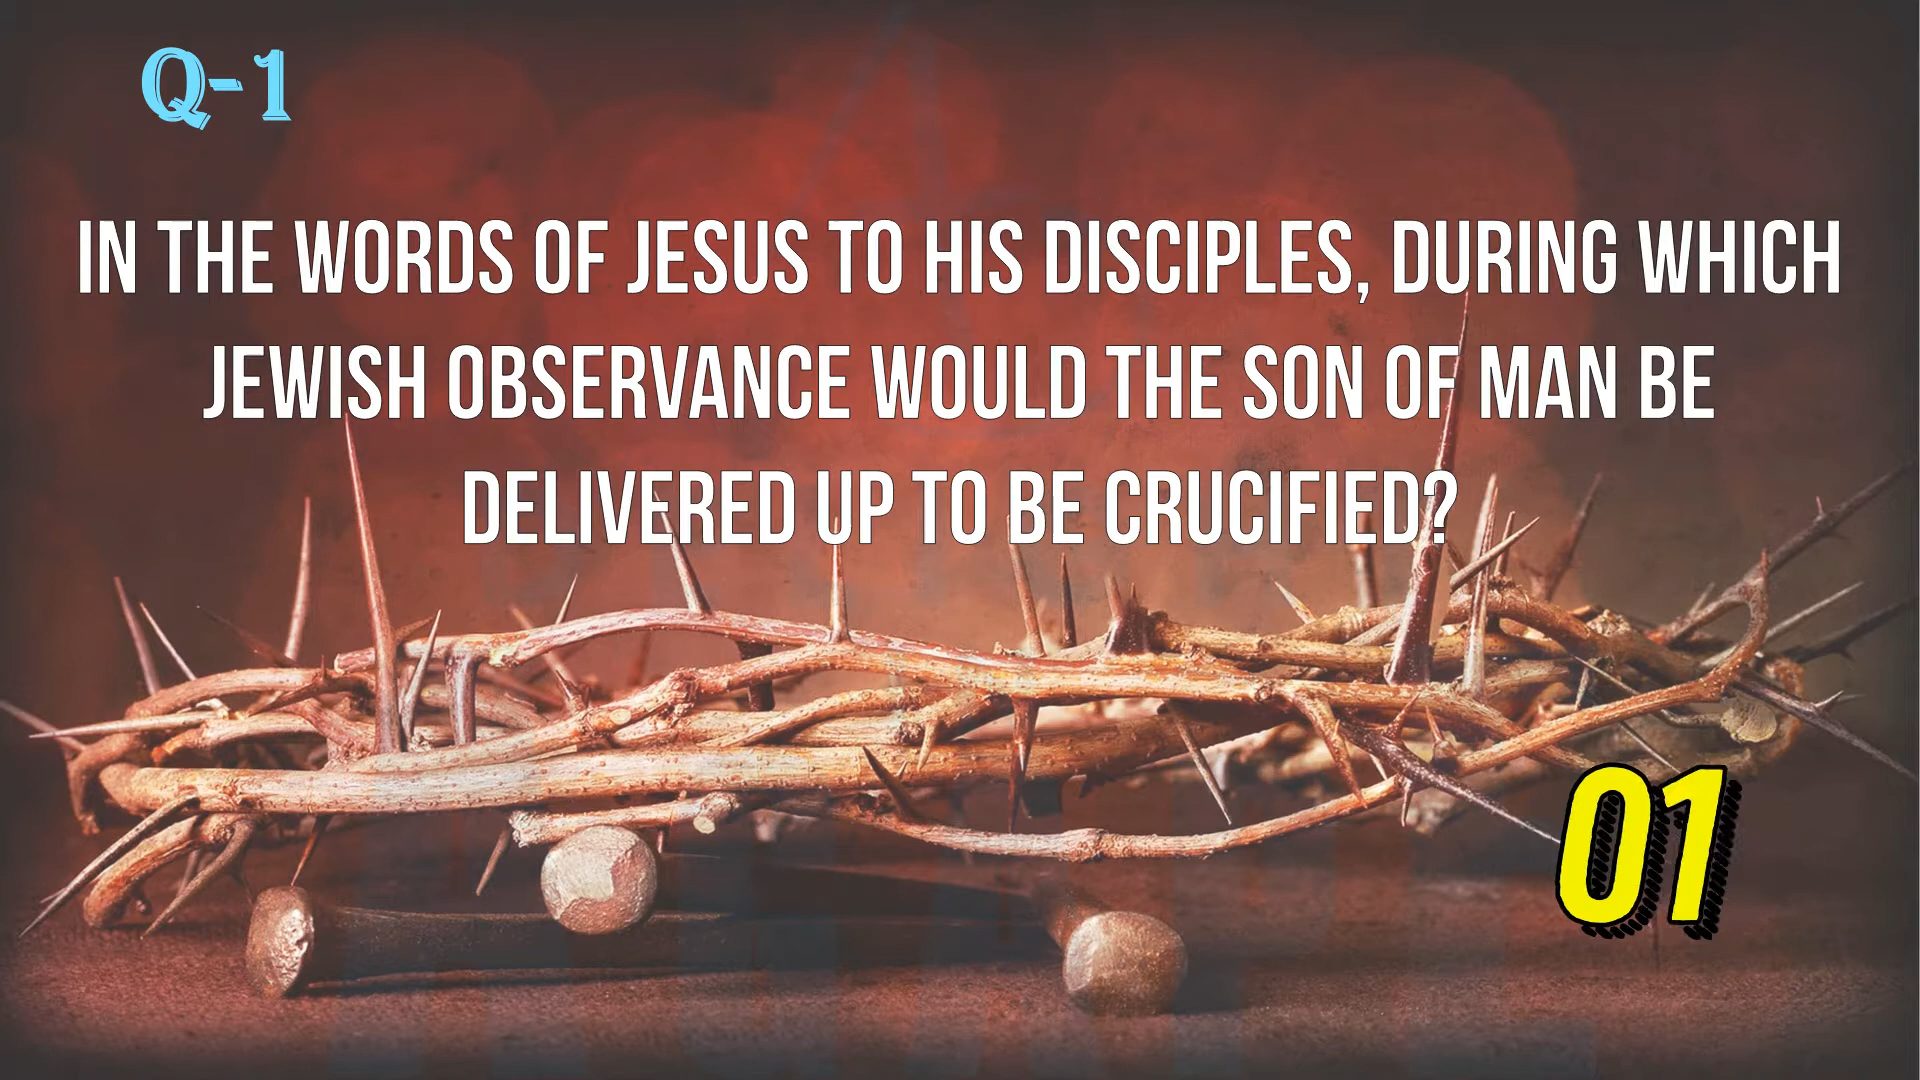 Q-1
IN THE WORDS OF JESUS TO HIS DISCIPLES, DURING WHICH
JEWISH OBSERVANCE WOULD THE SON OF MAN BE
DELIVERED UP TO BE CRUCIFIED?
01